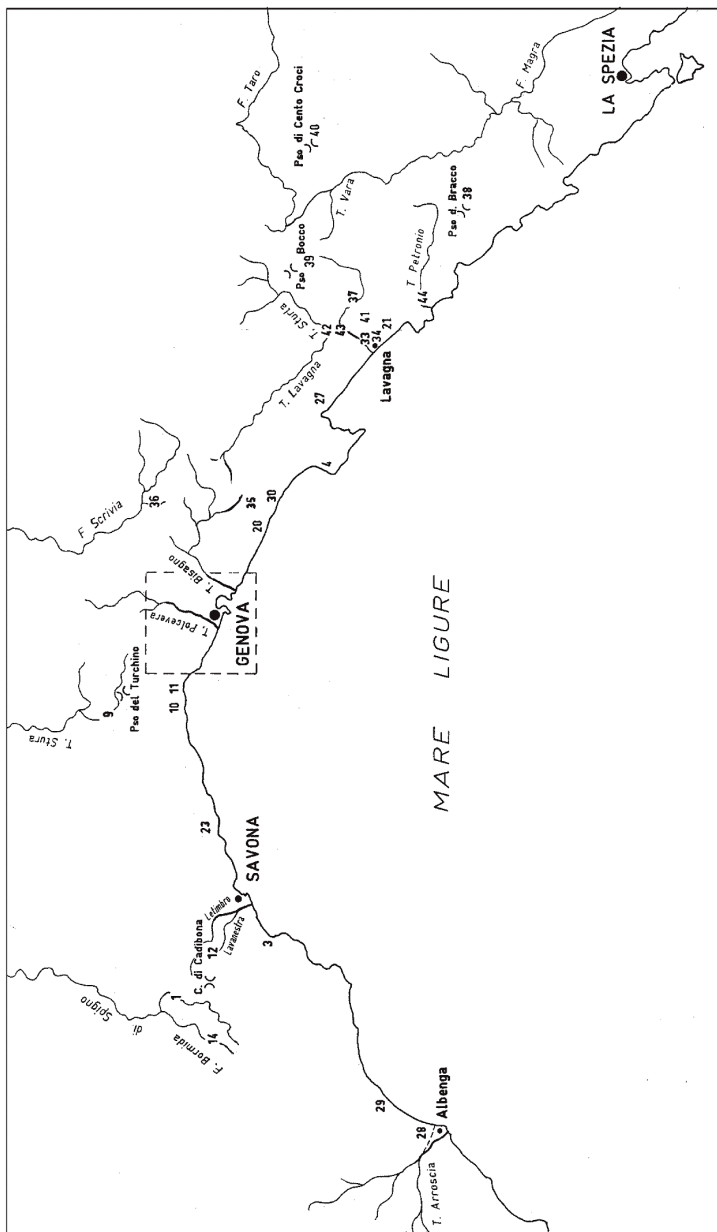 F. Taro
Pso di Cento Croci
40
F. Magra
LA SPEZIA
T. Vara
Pso Bocco
39
T. Petronio
Pso d. Bracco
38
T. Sturla
37
42
43
41
33
34
21
44
Lavagna
T. Lavagna
27
4
F. Scrivia
36
35
30
20
T. Bisagno
T. Polcevera
GENOVA
T. Stura
9
Pso del Turchino
10 11
23
SAVONA
Letimbro
Lavanestra
12
C. di Cadibona
3
F. Bormida di Spigno
1
14
29
28
Albenga
T. Arroscia
MARE LIGURE